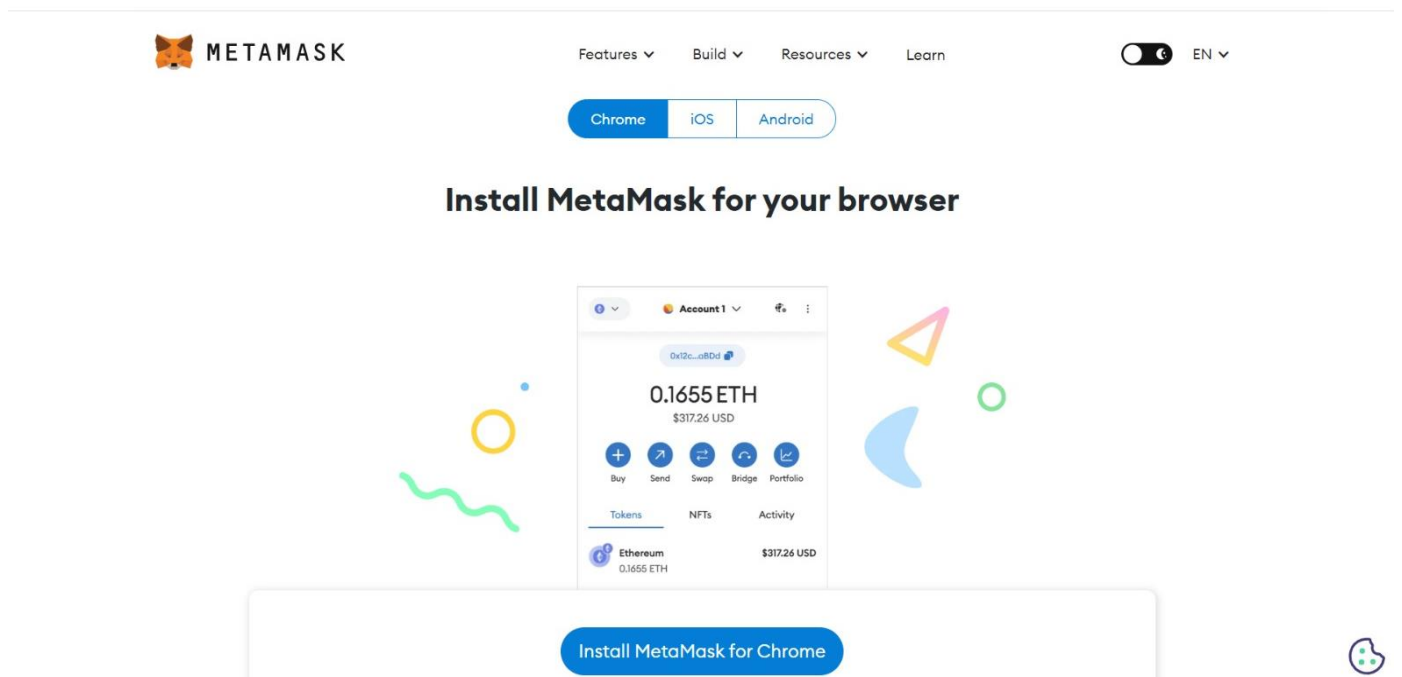 METAMASK
Features Build Resources Learn EN
Chrome iOS Android
Install MetaMask for your browser
Account 1
0x12c...aBDd
0.1655 ETH
$317.26 USD
Buy Send Swap Bridge Portfolio
Tokens NFTs Activity
Ethereum $317.26 USD
0.1655 ETH
Install MetaMask for Chrome